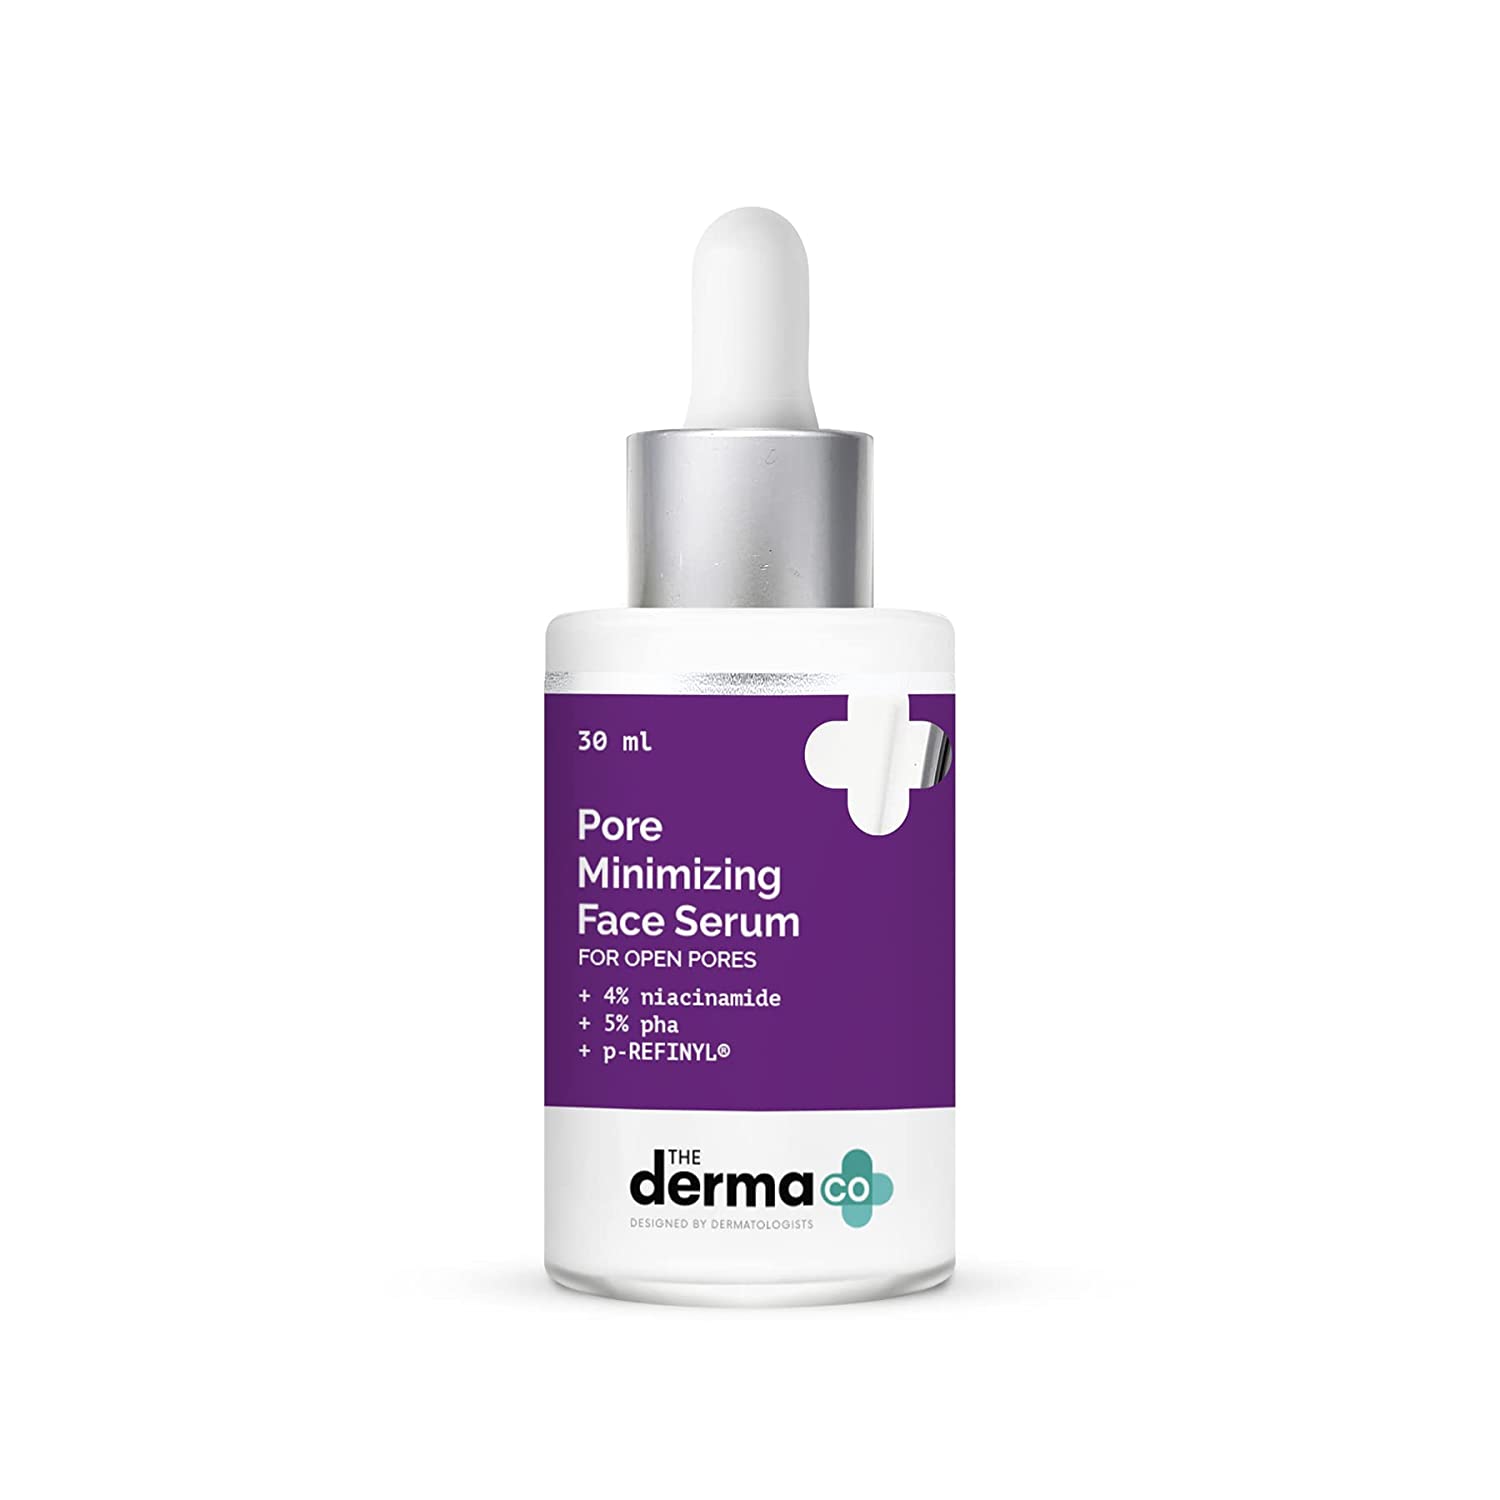 30 ml
Pore
Minimizing
Face Serum
FOR OPEN PORES
+ 4% niacinamide
+ 5% pha
+ p-REFINYL®
THE
derma co
DESIGNED BY DERMATOLOGISTS